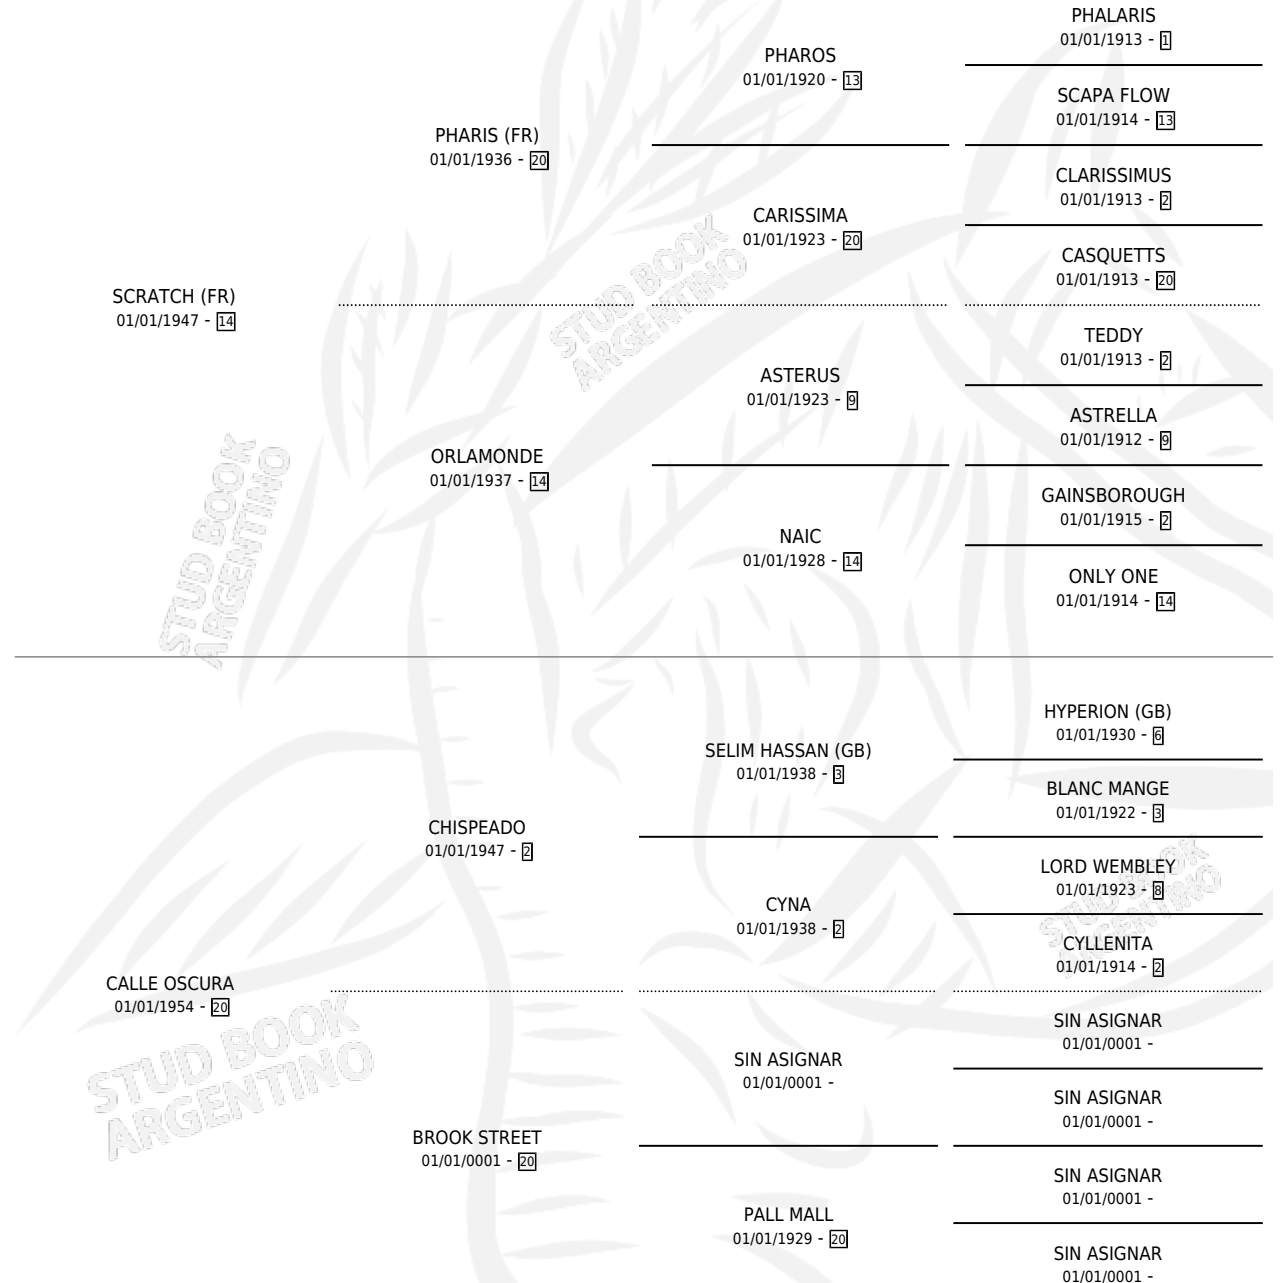 PHALARIS
01/01/1913 - 1
PHAROS
01/01/1920 - 13
SCAPA FLOW
01/01/1914 - 13
PHARIS (FR)
01/01/1936 - 20
CLARISSIMUS
01/01/1913 - 2
CARISSIMA
01/01/1923 - 20
CASQUETTS
01/01/1913 - 20
SCRATCH (FR)
01/01/1947 - 14
TEDDY
01/01/1913 - 2
ASTERUS
01/01/1923 - 9
ASTRELLA
01/01/1912 - 9
ORLAMONDE
01/01/1937 - 14
GAINSBOROUGH
01/01/1915 - 2
NAIC
01/01/1928 - 14
ONLY ONE
01/01/1914 - 14
STUD BOOK
ARGENTINO
STUD BOOK
ARGENTINO
HYPERION (GB)
01/01/1930 - 6
SELIM HASSAN (GB)
01/01/1938 - 3
BLANC MANGE
01/01/1922 - 3
CHISPEADO
01/01/1947 - 2
LORD WEMBLEY
01/01/1923 - 8
CYNA
01/01/1938 - 2
CYLLENITA
01/01/1914 - 2
STUD BOOK
ARGENTINO
CALLE OSCURA
01/01/1954 - 20
SIN ASIGNAR
01/01/0001 -
SIN ASIGNAR
01/01/0001 -
SIN ASIGNAR
01/01/0001 -
BROOK STREET
01/01/0001 - 20
SIN ASIGNAR
01/01/0001 -
PALL MALL
01/01/1929 - 20
SIN ASIGNAR
01/01/0001 -
STUD BOOK
ARGENTINO